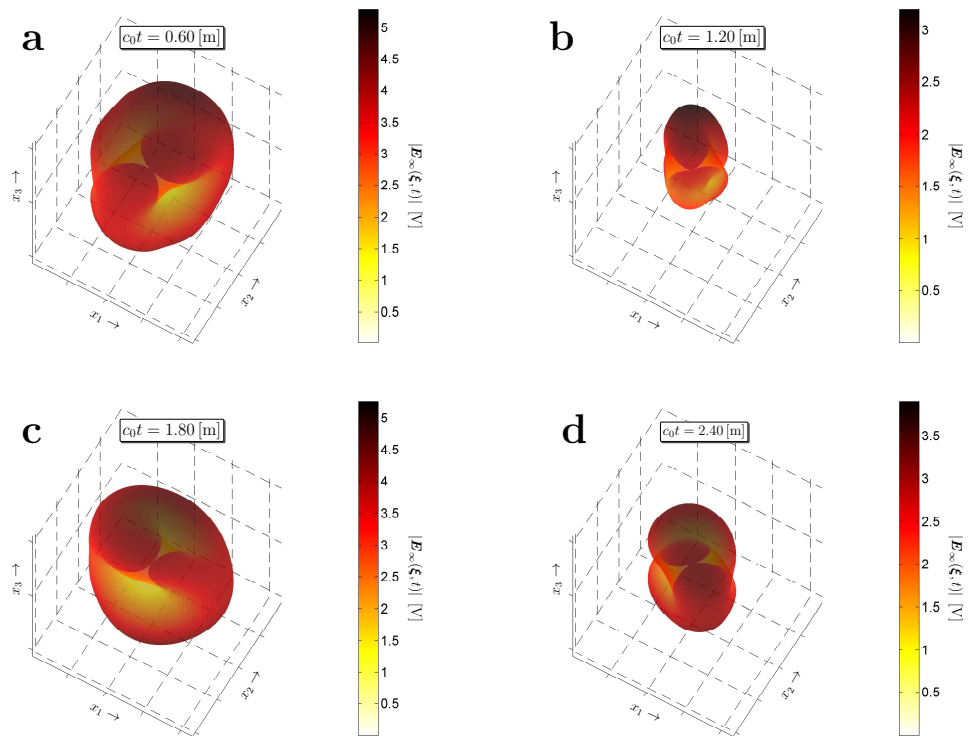 a
c₀t = 0.60 [m]
5
4.5
4
3.5
3
2.5
2
1.5
1
0.5
|E∞(ξ, t)| [V]
x₃ →
x₁ →
x₂ →
b
c₀t = 1.20 [m]
3
2.5
2
1.5
1
0.5
|E∞(ξ, t)| [V]
x₃ →
x₁ →
x₂ →
c
c₀t = 1.80 [m]
5
4.5
4
3.5
3
2.5
2
1.5
1
0.5
|E∞(ξ, t)| [V]
x₃ →
x₁ →
x₂ →
d
c₀t = 2.40 [m]
3.5
3
2.5
2
1.5
1
0.5
|E∞(ξ, t)| [V]
x₃ →
x₁ →
x₂ →